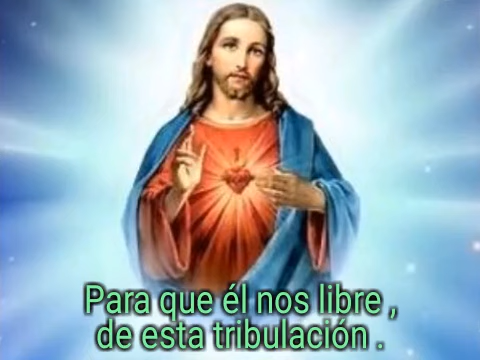 Para que él nos libre ,
de esta tribulación .